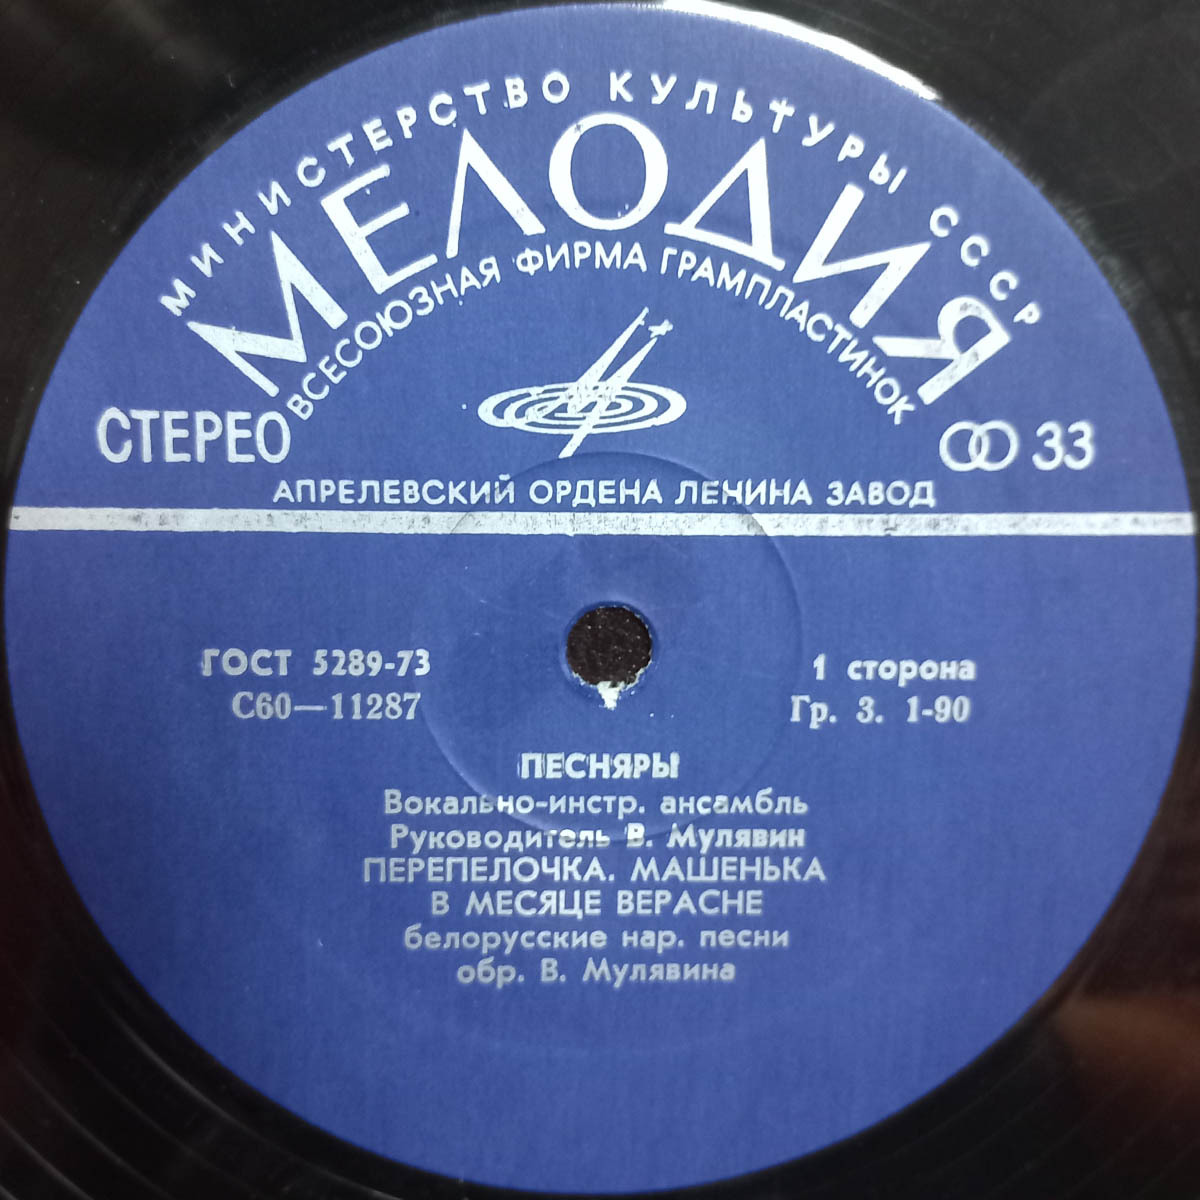 МИНИСТЕРСТВО КУЛЬТУРЫ СССР
МЕЛОДИЯ
ВСЕСОЮЗНАЯ ФИРМА ГРАМПЛАСТИНОК
СТЕРЕО
33
АПРЕЛЕВСКИЙ ОРДЕНА ЛЕНИНА ЗАВОД
ГОСТ 5289-73
С60—11287
1 сторона
Гр. 3. 1-90
ПЕСНЯРЫ
Вокально-инстр. ансамбль
Руководитель В. Мулявин
ПЕРЕПЕЛОЧКА. МАШЕНЬКА
В МЕСЯЦЕ ВЕРАСНЕ
белорусские нар. песни
обр. В. Мулявина